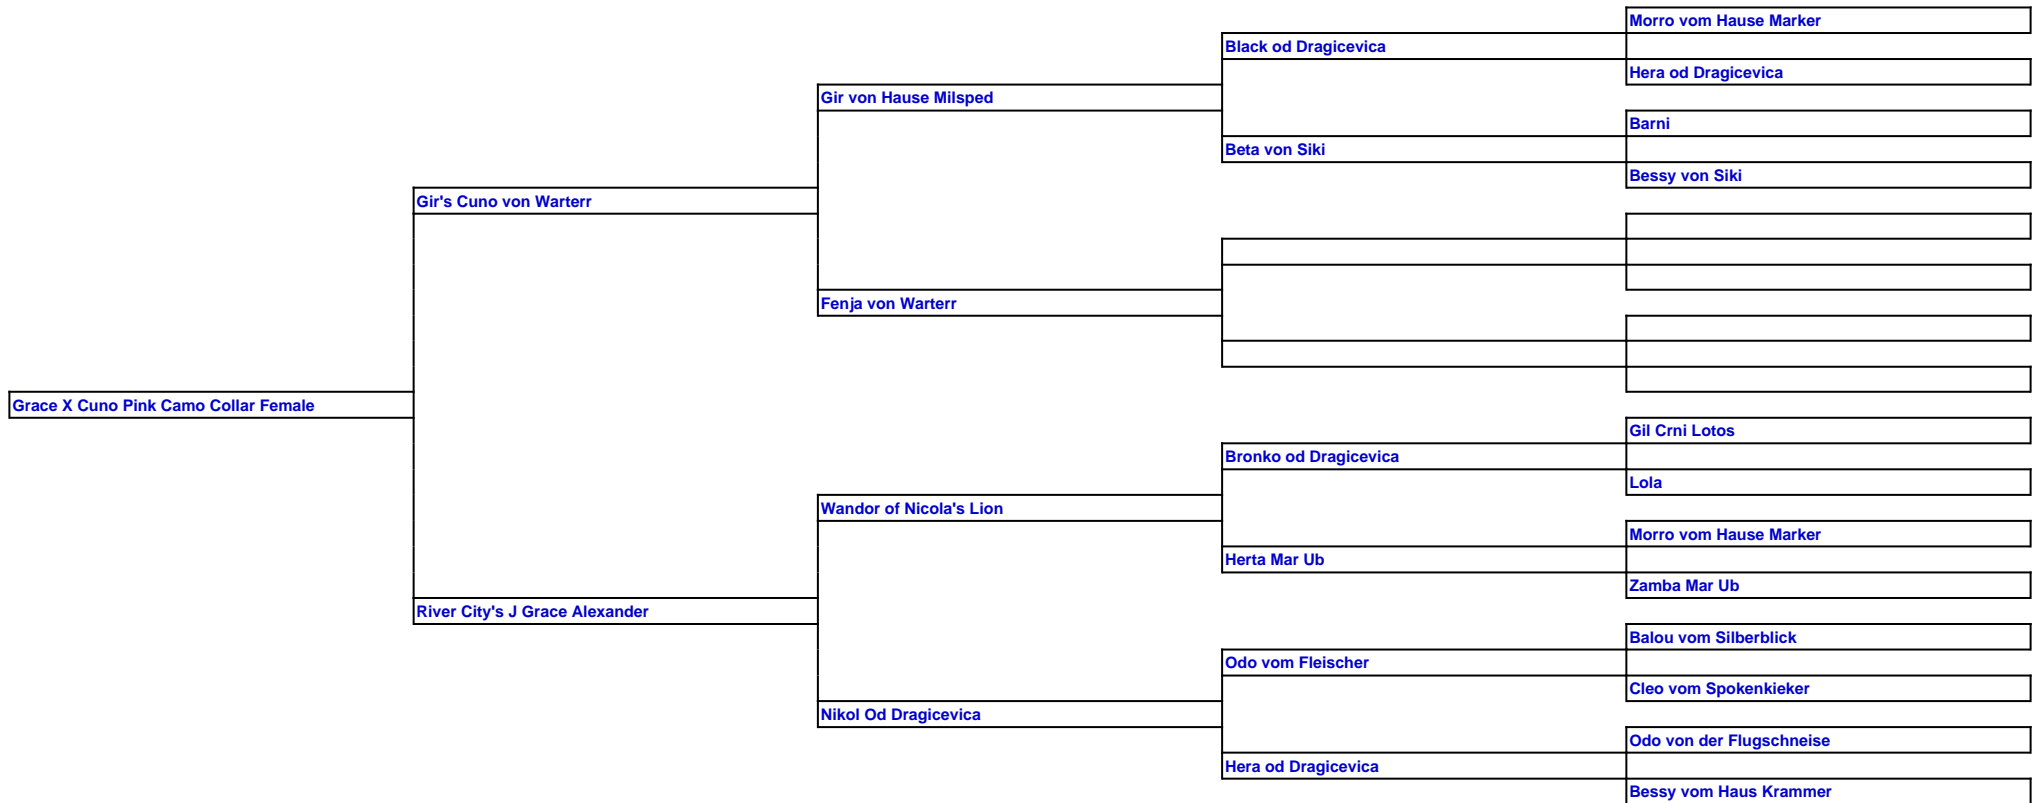 Morro vom Hause Marker
Black od Dragicevica
Hera od Dragicevica
Gir von Hause Milsped
Barni
Beta von Siki
Bessy von Siki
Gir's Cuno von Warterr
Fenja von Warterr
Grace X Cuno Pink Camo Collar Female
Gil Crni Lotos
Bronko od Dragicevica
Lola
Wandor of Nicola's Lion
Morro vom Hause Marker
Herta Mar Ub
Zamba Mar Ub
River City's J Grace Alexander
Balou vom Silberblick
Odo vom Fleischer
Cleo vom Spokenkieker
Nikol Od Dragicevica
Odo von der Flugschneise
Hera od Dragicevica
Bessy vom Haus Krammer